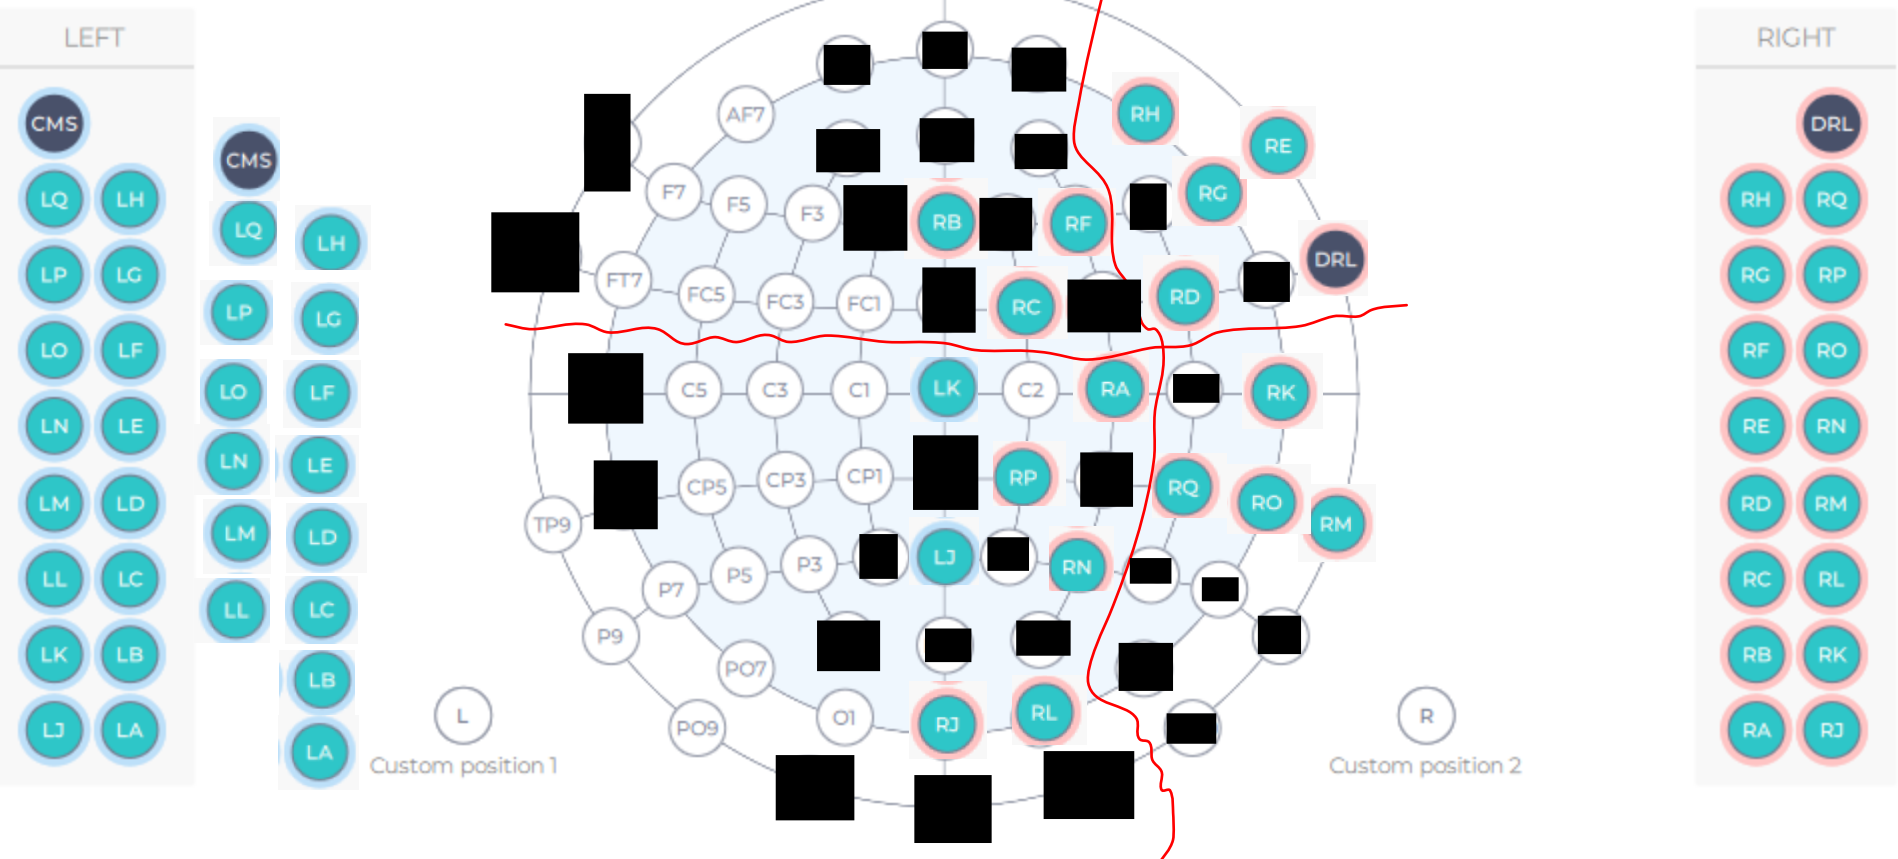 LEFT
CMS
LQ LH
LP LG
LO LF
LN LE
LM LD
LL LC
LK LB
LJ LA
CMS
LQ LH
LP LG
LO LF
LN LE
LM LD
LL LC
LB
LA
AF7 RH
RE
F7 F5 F3 RB RF RG
DRL
FT7 FC5 FC3 FC1 RC RD
C5 C3 C1 LK C2 RA RK
CP5 CP3 CP1 RP RQ RO
TP9 RM
P7 P5 P3 LJ RN
P9
PO7
PO9 O1 RJ RL
L
Custom position 1
R
Custom position 2
RIGHT
DRL
RH RQ
RG RP
RF RO
RE RN
RD RM
RC RL
RB RK
RA RJ